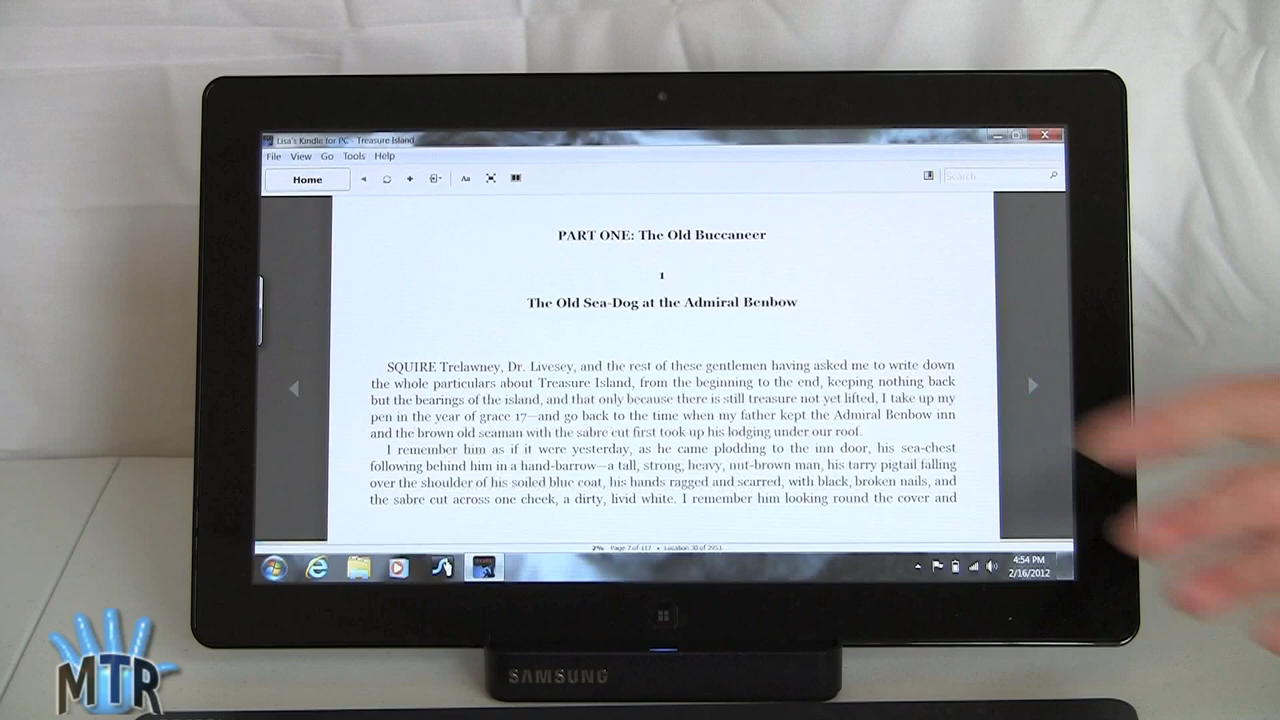 Lisa's Kindle for PC - Treasure Island
File View Go Tools Help
Home
Aa
Search
PART ONE: The Old Buccaneer
1
The Old Sea-Dog at the Admiral Benbow
SQUIRE Trelawney, Dr. Livesey, and the rest of these gentlemen having asked me to write down
the whole particulars about Treasure Island, from the beginning to the end, keeping nothing back
but the bearings of the island, and that only because there is still treasure not yet lifted, I take up my
pen in the year of grace 17—and go back to the time when my father kept the Admiral Benbow inn
and the brown old seaman with the sabre cut first took up his lodging under our roof.
I remember him as if it were yesterday, as he came plodding to the inn door, his sea-chest
following behind him in a hand-barrow—a tall, strong, heavy, nut-brown man, his tarry pigtail falling
over the shoulder of his soiled blue coat, his hands ragged and scarred, with black, broken nails, and
the sabre cut across one cheek, a dirty, livid white. I remember him looking round the cover and
2% Page 7 of 117 • Location 30 of 2951
4:54 PM
2/16/2012
SAMSUNG
MTR